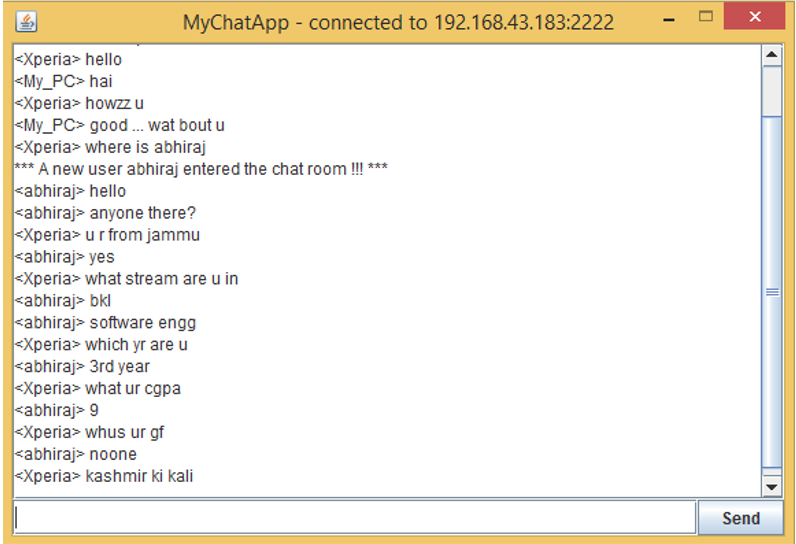 MyChatApp - connected to 192.168.43.183:2222
<Xperia> hello
<My_PC> hai
<Xperia> howzz u
<My_PC> good ... wat bout u
<Xperia> where is abhiraj
*** A new user abhiraj entered the chat room !!! ***
<abhiraj> hello
<abhiraj> anyone there?
<Xperia> u r from jammu
<abhiraj> yes
<Xperia> what stream are u in
<abhiraj> bkl
<abhiraj> software engg
<Xperia> which yr are u
<abhiraj> 3rd year
<Xperia> what ur cgpa
<abhiraj> 9
<Xperia> whus ur gf
<abhiraj> noone
<Xperia> kashmir ki kali
Send